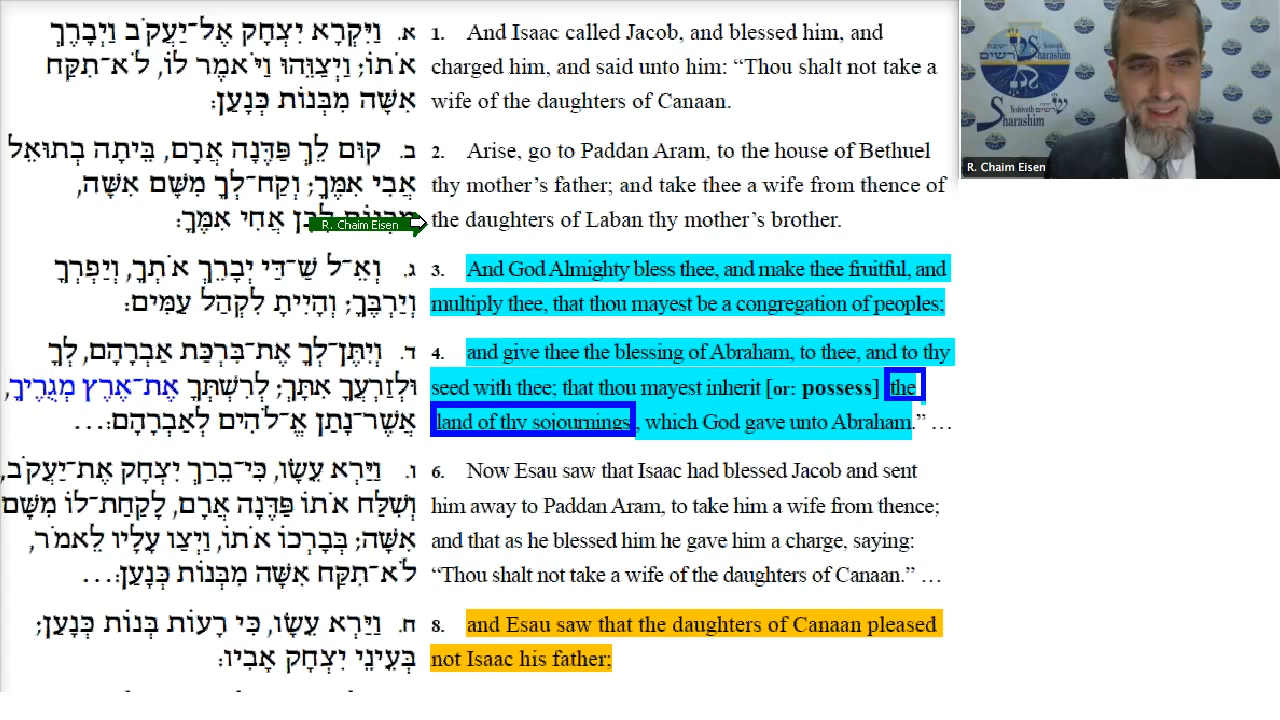 א. וַיִּקְרָא יִצְחָק אֶל־יַעֲקֹב וַיְבָרֶךְ
אֹתוֹ; וַיְצַוֵּהוּ וַיֹּאמֶר לוֹ, לֹא־תִקַּח
אִשָּׁה מִבְּנוֹת כְּנָעַן:
1. And Isaac called Jacob, and blessed him, and
charged him, and said unto him: “Thou shalt not take a
wife of the daughters of Canaan.
ב. קוּם לֵךְ פַּדֶּנָה אֲרָם, בֵּיתָה בְתוּאֵל
אֲבִי אִמֶּךָ; וְקַח־לְךָ מִשָּׁם אִשָּׁה,
אֲחִי אִמֶּךָ:
R. Chaim Eisen
2. Arise, go to Paddan Aram, to the house of Bethuel
thy mother’s father; and take thee a wife from thence of
the daughters of Laban thy mother’s brother.
ג. וְאֵ־ל שַׁ־דַּי יְבָרֵךְ אֹתְךָ, וְיַפְרְךָ
וְיַרְבֶּךָ; וְהָיִיתָ לִקְהַל עַמִּים:
3. And God Almighty bless thee, and make thee fruitful, and
multiply thee, that thou mayest be a congregation of peoples;
ד. וְיִתֶּן־לְךָ אֶת־בִּרְכַּת אַבְרָהָם, לְךָ
וּלְזַרְעֲךָ אִתָּךְ; לְרִשְׁתְּךָ אֶת־אֶרֶץ מְגֻרֶיךָ,
אֲשֶׁר־נָתַן אֱ־לֹהִים לְאַבְרָהָם:…
4. and give thee the blessing of Abraham, to thee, and to thy
seed with thee; that thou mayest inherit [or: possess] the
land of thy sojournings, which God gave unto Abraham.” …
ו. וַיַּרְא עֵשָׂו, כִּי־בֵרַךְ יִצְחָק אֶת־יַעֲקֹב,
וְשִׁלַּח אֹתוֹ פַּדֶּנָה אֲרָם, לָקַחַת־לוֹ מִשָּׁם
אִשָּׁה; בְּבָרְכוֹ אֹתוֹ, וַיְצַו עָלָיו לֵאמֹר,
לֹא־תִקַּח אִשָּׁה מִבְּנוֹת כְּנָעַן:…
6. Now Esau saw that Isaac had blessed Jacob and sent
him away to Paddan Aram, to take him a wife from thence;
and that as he blessed him he gave him a charge, saying:
“Thou shalt not take a wife of the daughters of Canaan.” …
ח. וַיַּרְא עֵשָׂו, כִּי רָעוֹת בְּנוֹת כְּנָעַן;
בְּעֵינֵי יִצְחָק אָבִיו:
8. and Esau saw that the daughters of Canaan pleased
not Isaac his father;
Yeshivath
Sharashim
ישיבת
שרשים
Yeshivath
Sharashim
R. Chaim Eisen